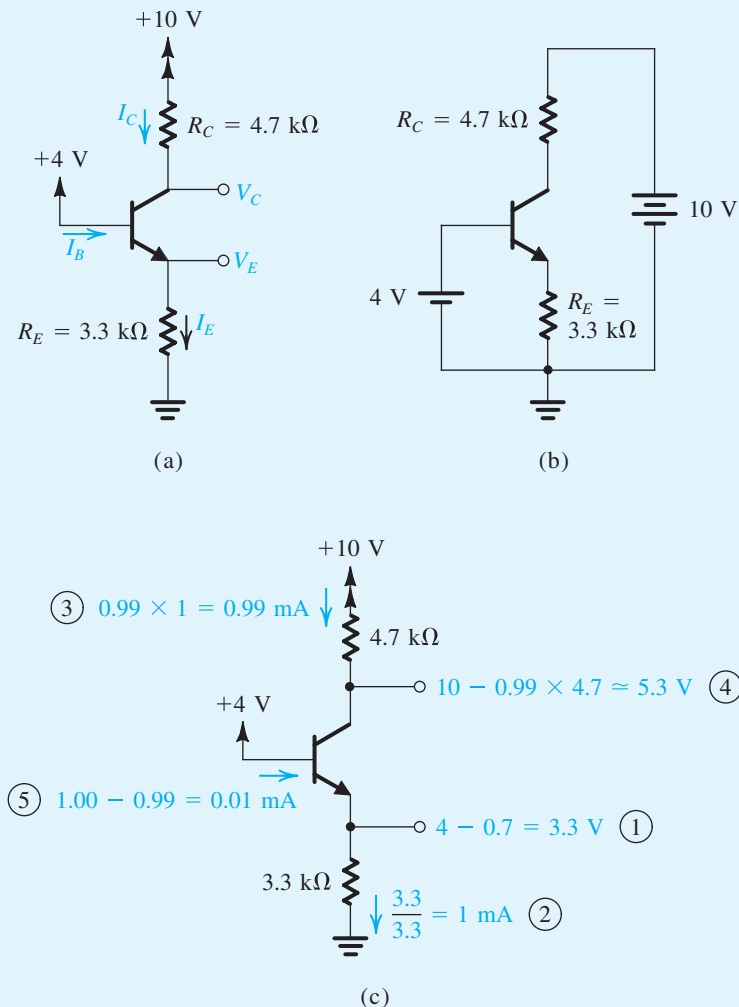 +10 V
I_C
R_C = 4.7 kΩ
+4 V
V_C
I_B
V_E
R_E = 3.3 kΩ
I_E
(a)
R_C = 4.7 kΩ
10 V
4 V
R_E =
3.3 kΩ
(b)
+10 V
③ 0.99 × 1 = 0.99 mA
4.7 kΩ
10 − 0.99 × 4.7 ≃ 5.3 V ④
+4 V
⑤ 1.00 − 0.99 = 0.01 mA
4 − 0.7 = 3.3 V ①
3.3 kΩ
3.3
3.3
= 1 mA ②
(c)